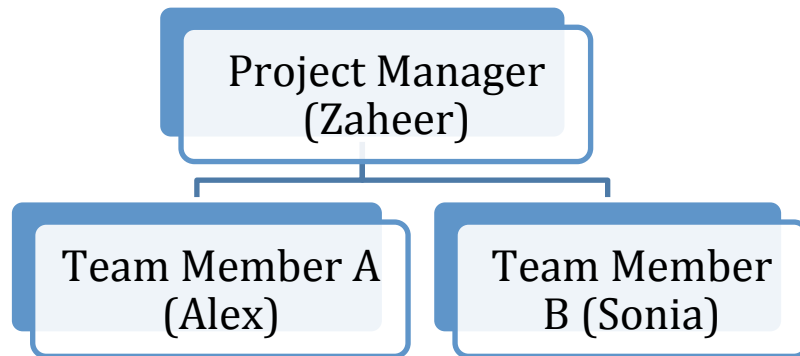 Project Manager
(Zaheer)
Team Member A
(Alex)
Team Member
B (Sonia)